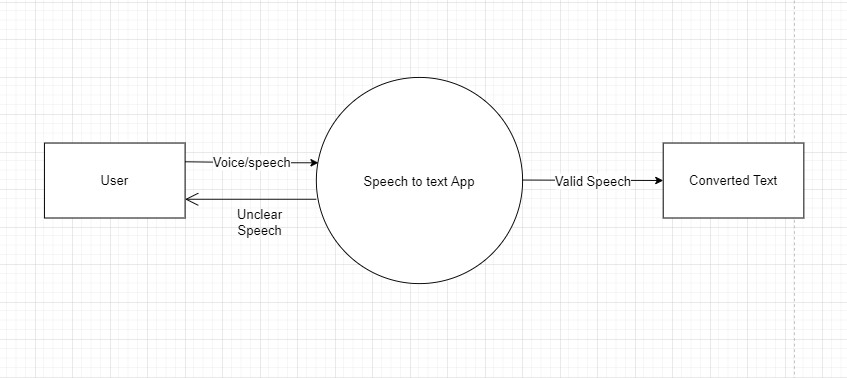 User
Voice/speech
Unclear
Speech
Speech to text App
Valid Speech
Converted Text